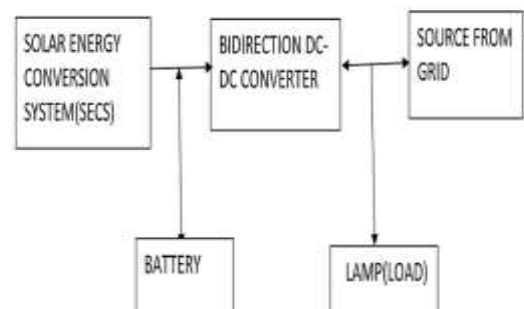 SOLAR ENERGY
CONVERSION
SYSTEM(SECS)
BIDIRECTION DC-
DC CONVERTER
SOURCE FROM
GRID
BATTERY
LAMP(LOAD)